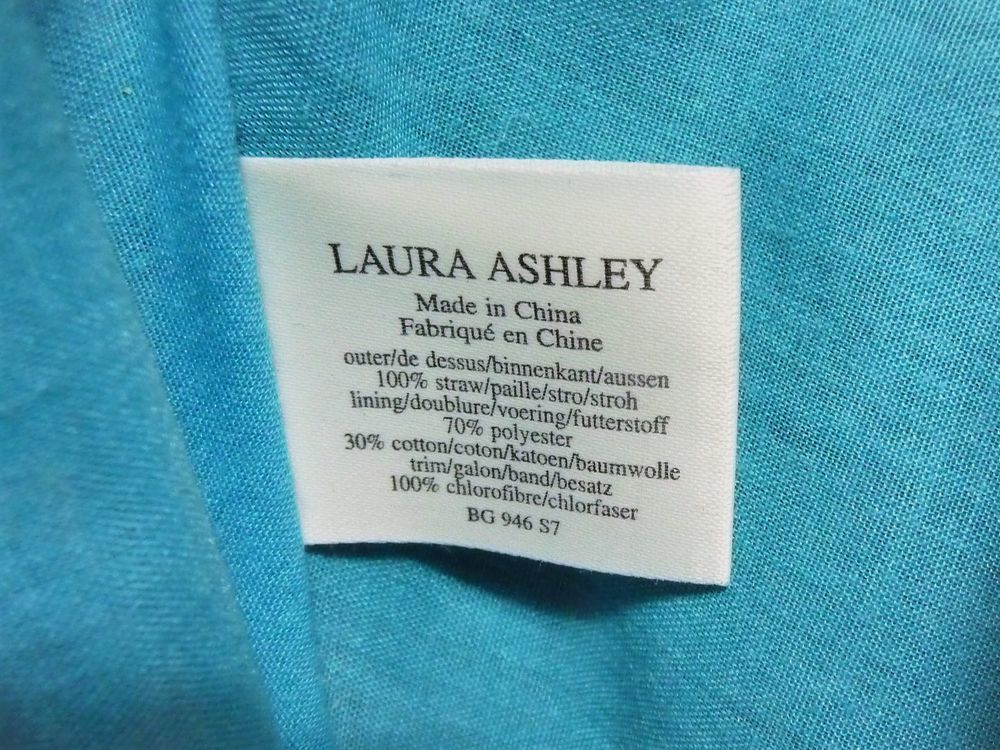 LAURA ASHLEY
Made in China
Fabriqué en Chine
outer/de dessus/binnenkant/aussen
100% straw/paille/stro/stroh
lining/doublure/voering/futterstoff
70% polyester
30% cotton/coton/katoen/baumwolle
trim/galon/band/besatz
100% chlorofibre/chlorfaser
BG 946 S7